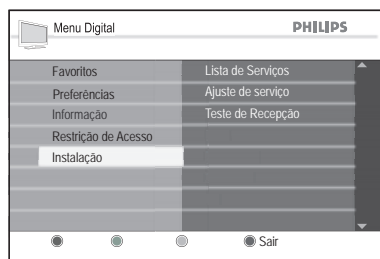 Menu Digital
PHILIPS
Favoritos
Preferências
Informação
Restrição de Acesso
Instalação
Lista de Serviços
Ajuste de serviço
Teste de Recepção
Sair